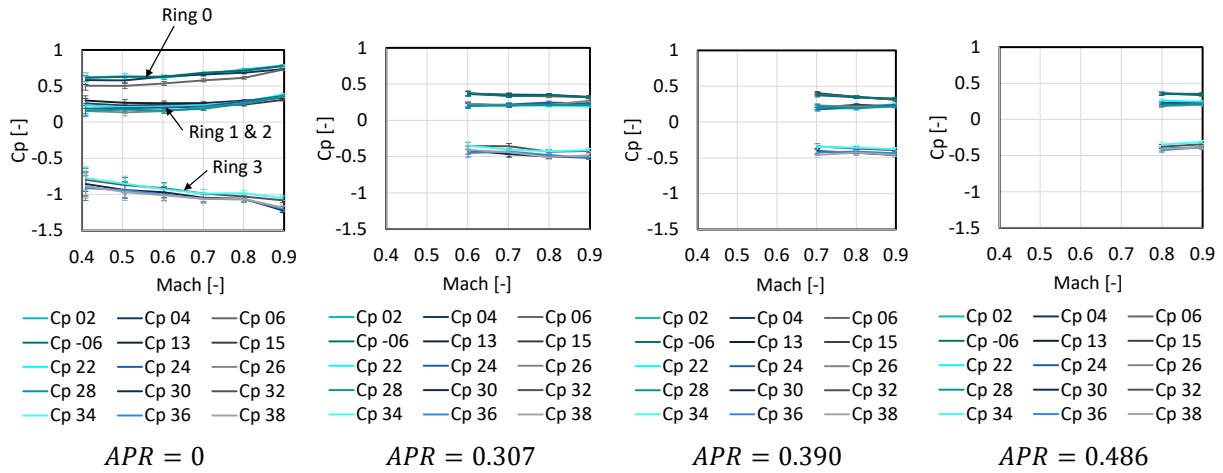 Ring 0
Ring 1 & 2
Ring 3
Cp [-]
1
0.5
0
-0.5
-1
-1.5
0.4 0.5 0.6 0.7 0.8 0.9
Mach [-]
Cp 02 Cp 04 Cp 06
Cp -06 Cp 13 Cp 15
Cp 22 Cp 24 Cp 26
Cp 28 Cp 30 Cp 32
Cp 34 Cp 36 Cp 38
APR = 0
Cp [-]
1
0.5
0
-0.5
-1
-1.5
0.4 0.5 0.6 0.7 0.8 0.9
Mach [-]
Cp 02 Cp 04 Cp 06
Cp -06 Cp 13 Cp 15
Cp 22 Cp 24 Cp 26
Cp 28 Cp 30 Cp 32
Cp 34 Cp 36 Cp 38
APR = 0.307
Cp [-]
1
0.5
0
-0.5
-1
-1.5
0.4 0.5 0.6 0.7 0.8 0.9
Mach [-]
Cp 02 Cp 04 Cp 06
Cp -06 Cp 13 Cp 15
Cp 22 Cp 24 Cp 26
Cp 28 Cp 30 Cp 32
Cp 34 Cp 36 Cp 38
APR = 0.390
Cp [-]
1
0.5
0
-0.5
-1
-1.5
0.4 0.5 0.6 0.7 0.8 0.9
Mach [-]
Cp 02 Cp 04 Cp 06
Cp -06 Cp 13 Cp 15
Cp 22 Cp 24 Cp 26
Cp 28 Cp 30 Cp 32
Cp 34 Cp 36 Cp 38
APR = 0.486